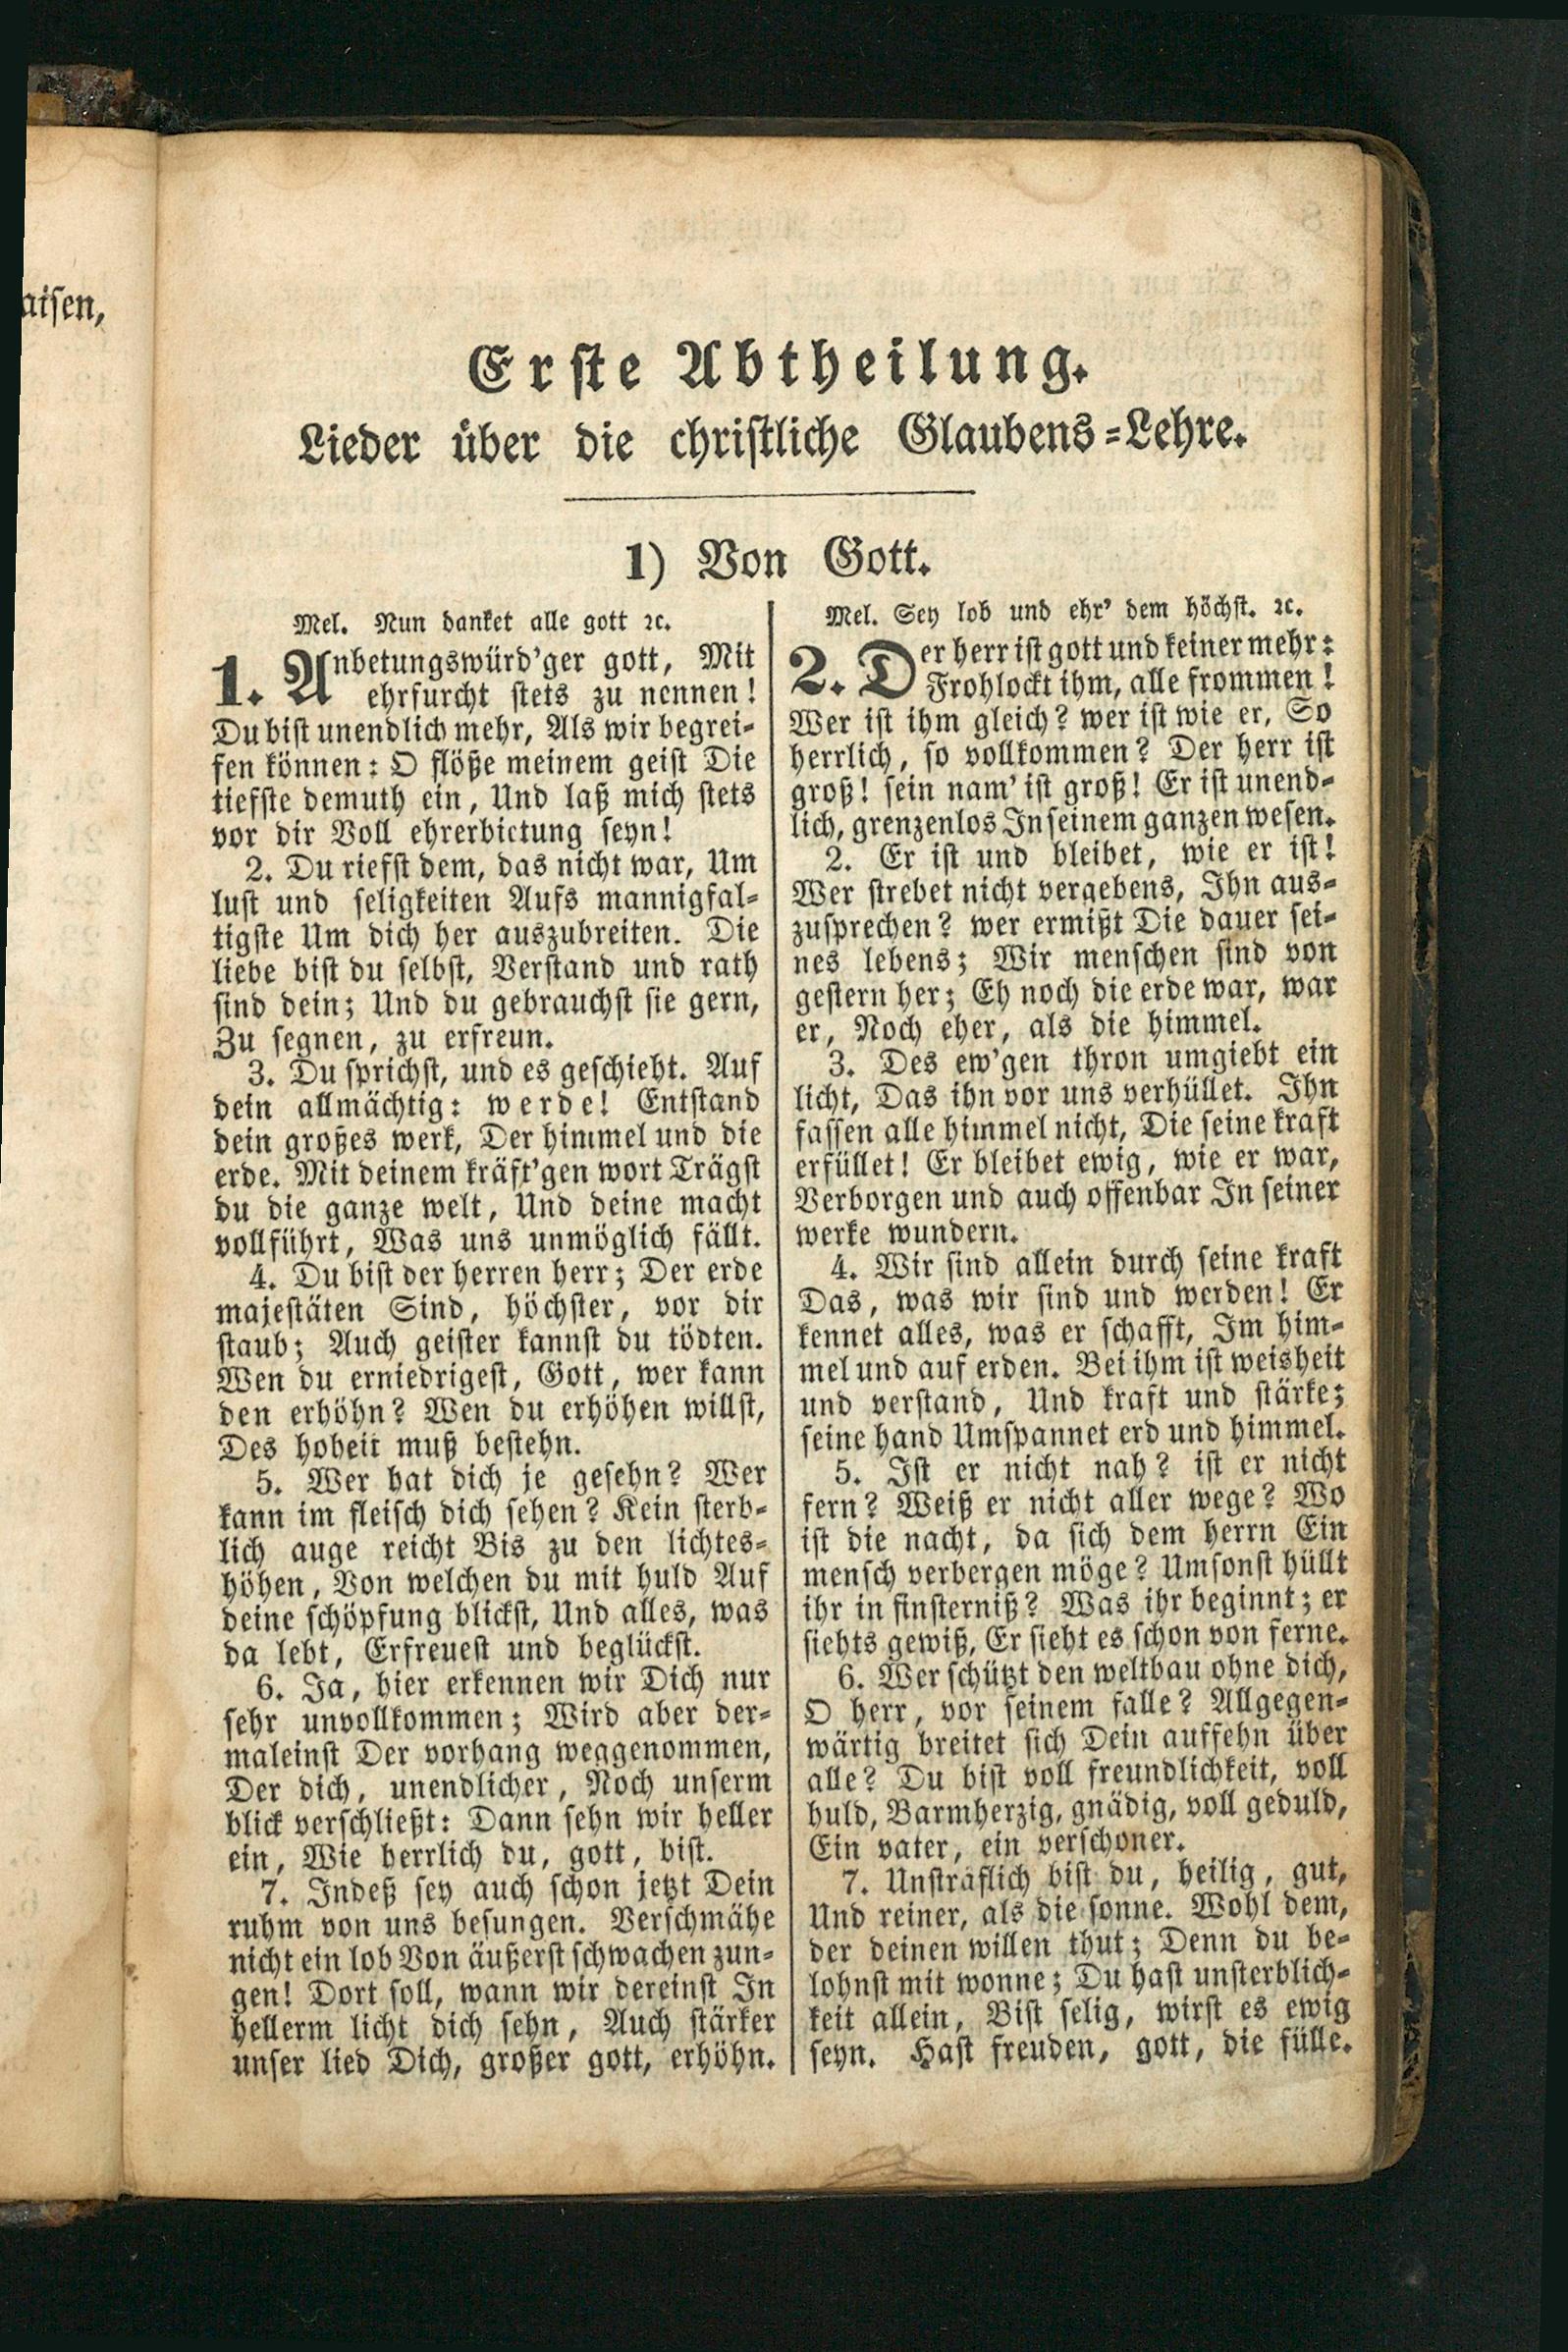 aisen,
Erste Abtheilung.
Lieder über die christliche Glaubens=Lehre.
1) Von Gott.
Mel. Nun danket alle gott ꝛc.
1. Anbetungswürd'ger gott, Mit
ehrfurcht stets zu nennen!
Du bist unendlich mehr, Als wir begrei=
fen können: O flöße meinem geist Die
tiefste demuth ein, Und laß mich stets
vor dir Voll ehrerbietung seyn!
2. Du riefst dem, das nicht war, Um
lust und seligkeiten Aufs mannigfal=
tigste Um dich her auszubreiten. Die
liebe bist du selbst, Verstand und rath
sind dein; Und du gebrauchst sie gern,
Zu segnen, zu erfreun.
3. Du sprichst, und es geschieht. Auf
dein allmächtig: werde! Entstand
dein großes werk, Der himmel und die
erde. Mit deinem kräft'gen wort Trägst
du die ganze welt, Und deine macht
vollführt, Was uns unmöglich fällt.
4. Du bist der herren herr; Der erde
majestäten Sind, höchster, vor dir
staub; Auch geister kannst du tödten.
Wen du erniedrigest, Gott, wer kann
den erhöhn? Wen du erhöhen willst,
Des hoheit muß bestehn.
5. Wer hat dich je gesehn? Wer
kann im fleisch dich sehen? Kein sterb=
lich auge reicht Bis zu den lichtes=
höhen, Von welchen du mit huld Auf
deine schöpfung blickst, Und alles, was
da lebt, Erfreuest und beglückst.
6. Ja, hier erkennen wir Dich nur
sehr unvollkommen; Wird aber der=
maleinst Der vorhang weggenommen,
Der dich, unendlicher, Noch unserm
blick verschließt: Dann sehn wir heller
ein, Wie herrlich du, gott, bist.
7. Indeß sey auch schon jetzt Dein
ruhm von uns besungen. Verschmähe
nicht ein lob Von äußerst schwachen zun=
gen! Dort soll, wann wir dereinst In
hellerm licht dich sehn, Auch stärker
unser lied Dich, großer gott, erhöhn.
Mel. Sey lob und ehr' dem höchst. ꝛc.
2. Der herr ist gott und keiner mehr:
Frohlockt ihm, alle frommen!
Wer ist ihm gleich? wer ist wie er, So
herrlich, so vollkommen? Der herr ist
groß! sein nam' ist groß! Er ist unend=
lich, grenzenlos In seinem ganzen wesen.
2. Er ist und bleibet, wie er ist!
Wer strebet nicht vergebens, Ihn aus=
zusprechen? wer ermißt Die dauer sei=
nes lebens; Wir menschen sind von
gestern her; Eh noch die erde war, war
er, Noch eher, als die himmel.
3. Des ew'gen thron umgiebt ein
licht, Das ihn vor uns verhüllet. Ihn
fassen alle himmel nicht, Die seine kraft
erfüllet! Er bleibet ewig, wie er war,
Verborgen und auch offenbar In seiner
werke wundern.
4. Wir sind allein durch seine kraft
Das, was wir sind und werden! Er
kennet alles, was er schafft, Im him=
mel und auf erden. Bei ihm ist weisheit
und verstand, Und kraft und stärke;
seine hand Umspannet erd und himmel.
5. Ist er nicht nah? ist er nicht
fern? Weiß er nicht aller wege? Wo
ist die nacht, da sich dem herrn Ein
mensch verbergen möge? Umsonst hüllt
ihr in finsterniß? Was ihr beginnt; er
siehts gewiß, Er sieht es schon von ferne.
6. Wer schützt den weltbau ohne dich,
O herr, vor seinem falle? Allgegen=
wärtig breitet sich Dein auffehn über
alle? Du bist voll freundlichkeit, voll
huld, Barmherzig, gnädig, voll geduld,
Ein vater, ein verschoner.
7. Unsträflich bist du, heilig, gut,
Und reiner, als die sonne. Wohl dem,
der deinen willen thut; Denn du be=
lohnst mit wonne; Du hast unsterblich=
keit allein, Bist selig, wirst es ewig
seyn. Hast freuden, gott, die fülle.